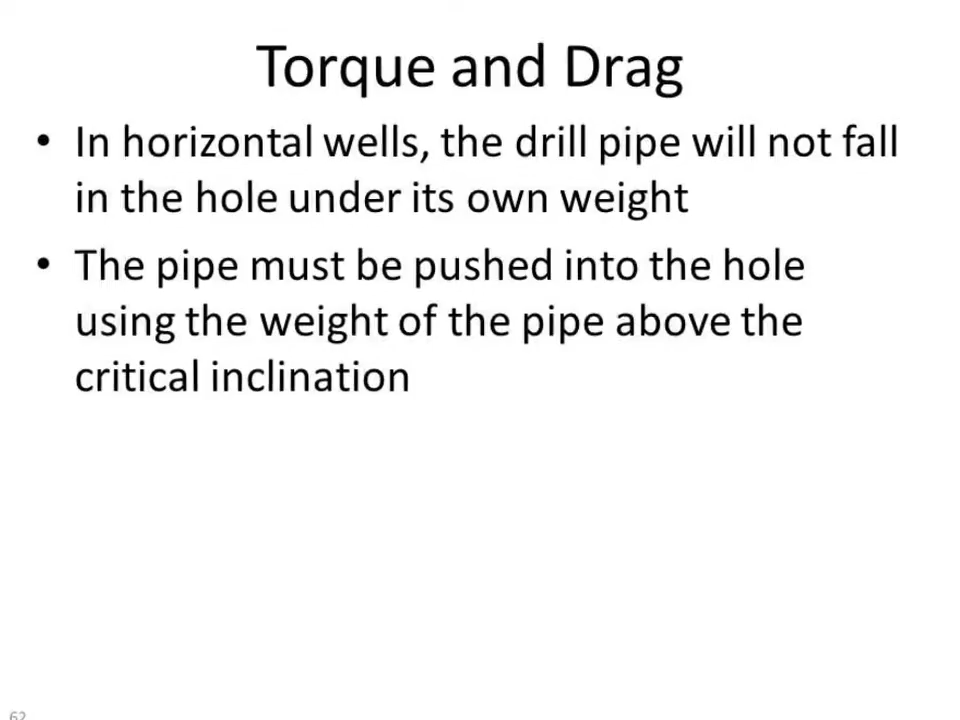 Torque and Drag
• In horizontal wells, the drill pipe will not fall
in the hole under its own weight
• The pipe must be pushed into the hole
using the weight of the pipe above the
critical inclination
62